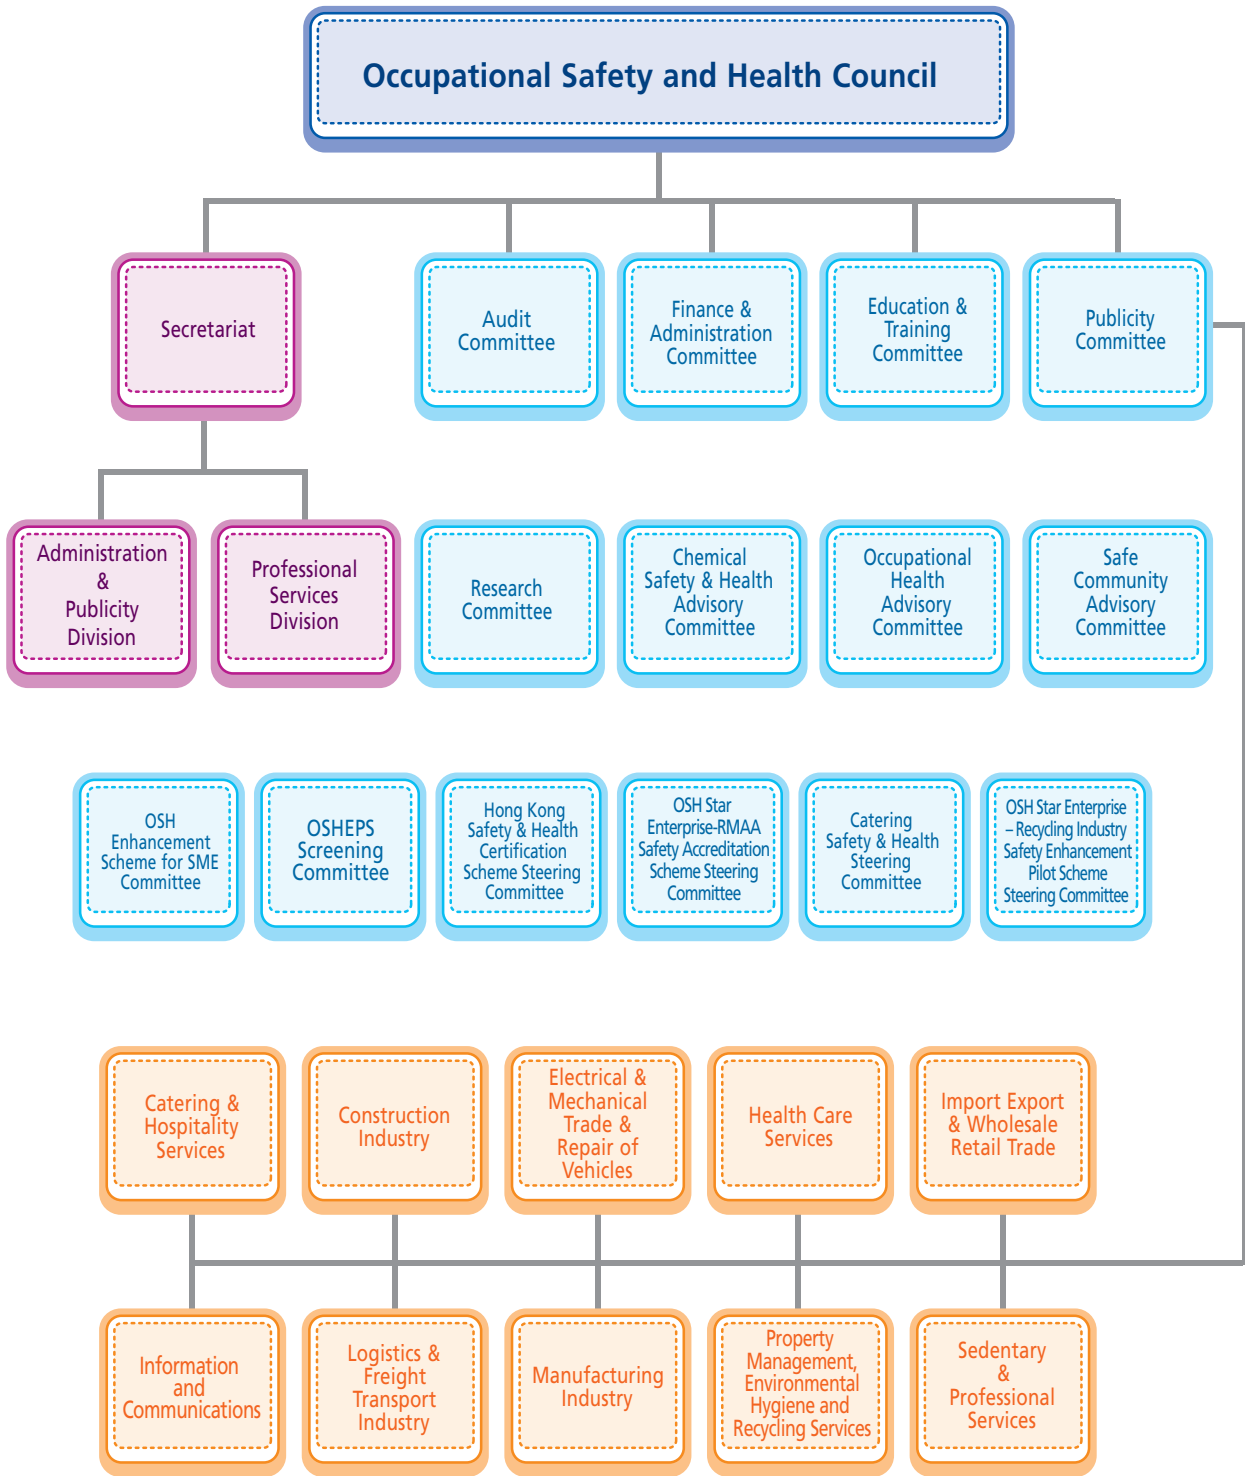 Occupational Safety and Health Council
Secretariat
Audit
Committee
Finance &
Administration
Committee
Education &
Training
Committee
Publicity
Committee
Administration
&
Publicity
Division
Professional
Services
Division
Research
Committee
Chemical
Safety & Health
Advisory
Committee
Occupational
Health
Advisory
Committee
Safe
Community
Advisory
Committee
OSH
Enhancement
Scheme for SME
Committee
OSHEPS
Screening
Committee
Hong Kong
Safety & Health
Certification
Scheme Steering
Committee
OSH Star
Enterprise-RMAA
Safety Accreditation
Scheme Steering
Committee
Catering
Safety & Health
Steering
Committee
OSH Star Enterprise
– Recycling Industry
Safety Enhancement
Pilot Scheme
Steering Committee
Catering &
Hospitality
Services
Construction
Industry
Electrical &
Mechanical
Trade &
Repair of
Vehicles
Health Care
Services
Import Export
& Wholesale
Retail Trade
Information
and
Communications
Logistics &
Freight
Transport
Industry
Manufacturing
Industry
Property
Management,
Environmental
Hygiene and
Recycling Services
Sedentary
&
Professional
Services